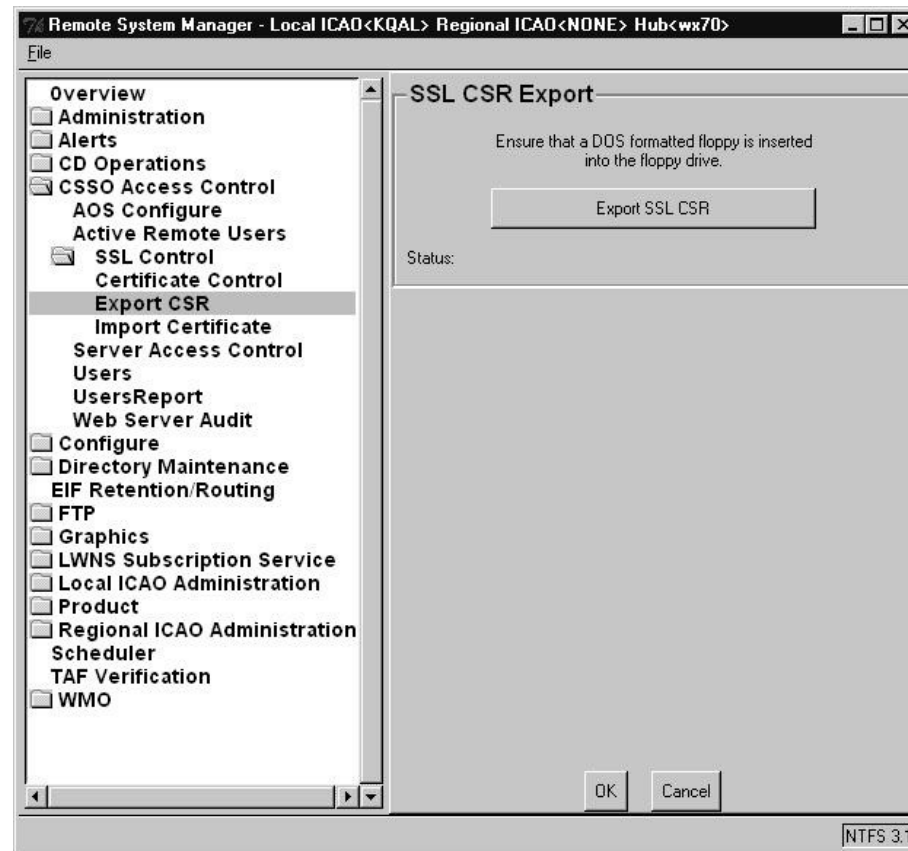 Remote System Manager - Local ICAO<KQAL> Regional ICAO<NONE> Hub<wx70>
File
Overview
Administration
Alerts
CD Operations
CSSO Access Control
AOS Configure
Active Remote Users
SSL Control
Certificate Control
Export CSR
Import Certificate
Server Access Control
Users
UsersReport
Web Server Audit
Configure
Directory Maintenance
EIF Retention/Routing
FTP
Graphics
LWNS Subscription Service
Local ICAO Administration
Product
Regional ICAO Administration
Scheduler
TAF Verification
WMO
SSL CSR Export
Ensure that a DOS formatted floppy is inserted
into the floppy drive.
Export SSL CSR
Status:
OK Cancel
NTFS 3.1